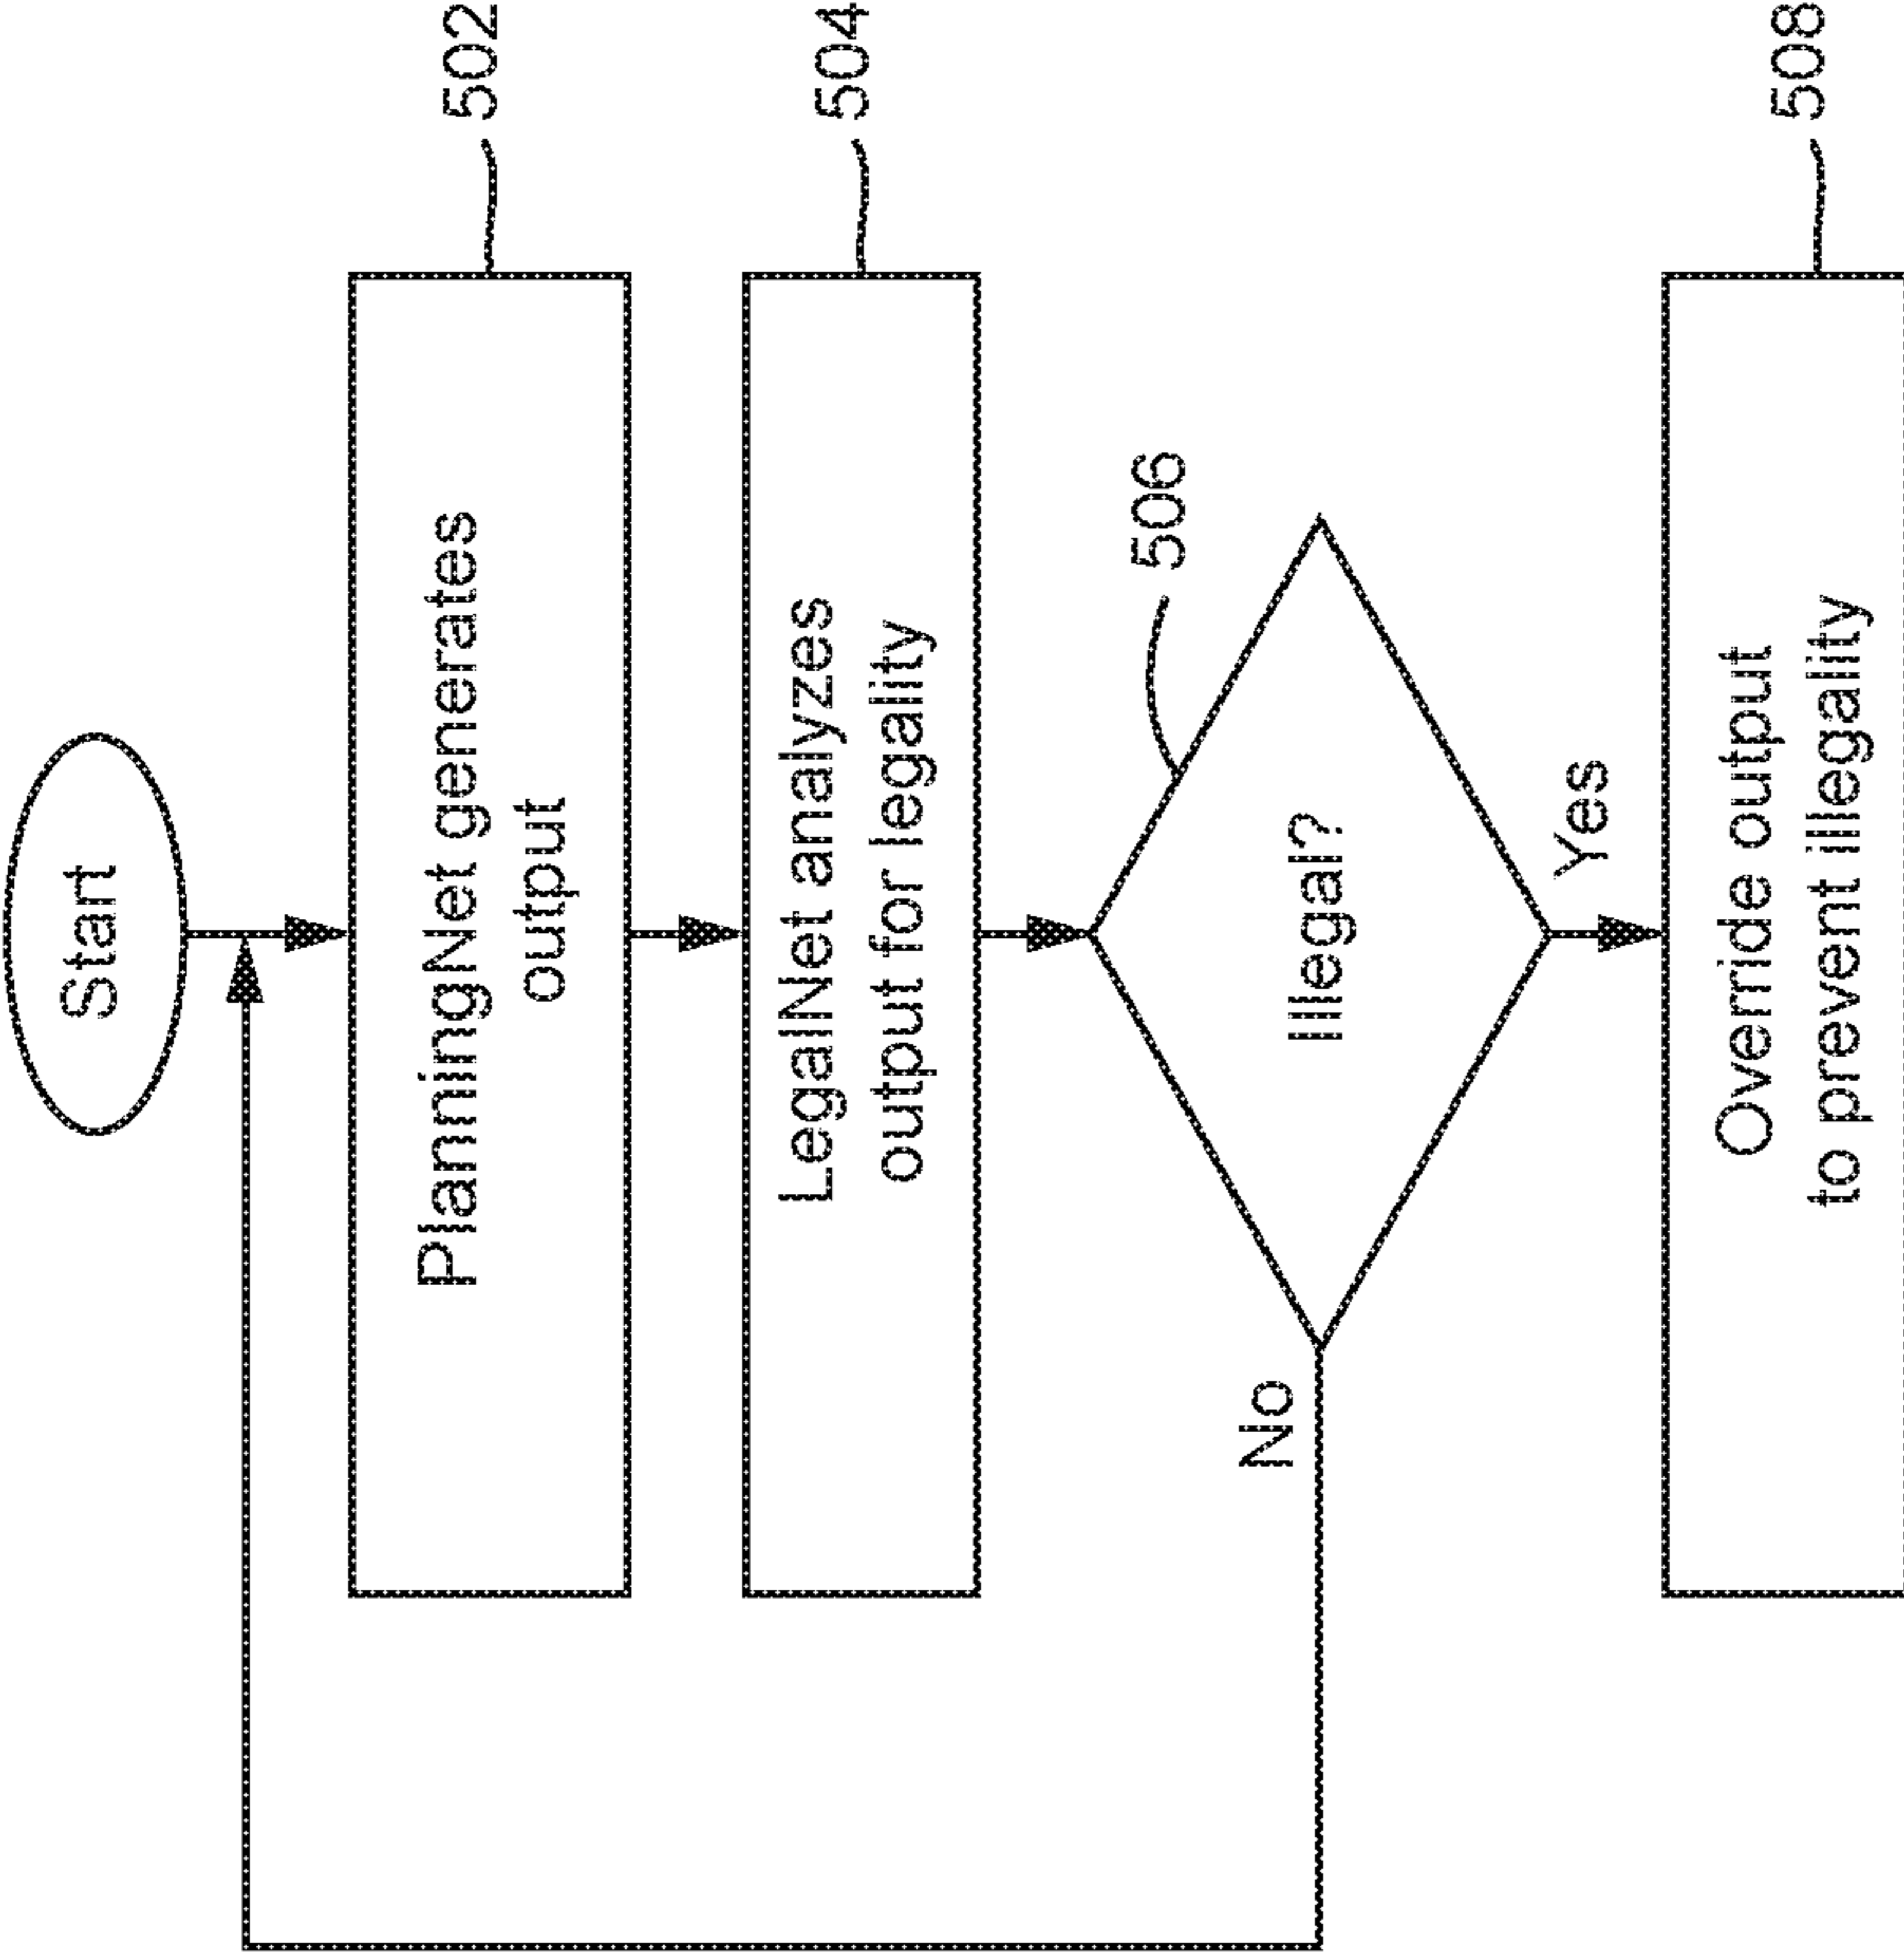 Start
PlanningNet generates
output
502
LegalNet analyzes
output for legality
504
Illegal?
506
No
Yes
Override output
to prevent illegality
508